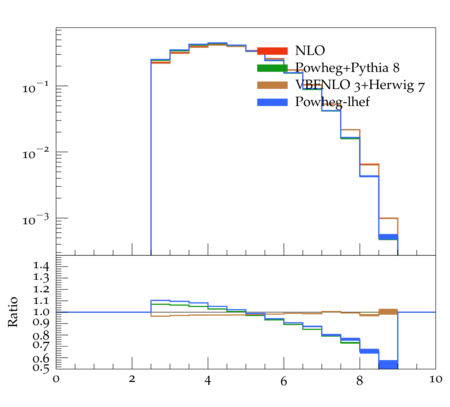 NLO
Powheg+Pythia 8
VBFNLO 3+Herwig 7
Powheg-lhef
10⁻¹
10⁻²
10⁻³
1.4
1.3
1.2
1.1
1.0
0.9
0.8
0.7
0.6
0.5
Ratio
0 2 4 6 8 10